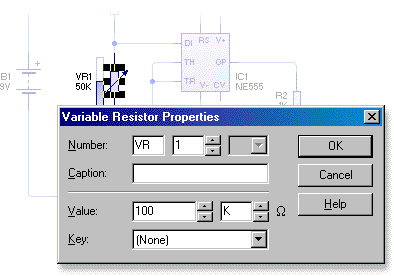 RS V+
DI
VR1
50K
TH
OP
IC1
NE555
TR
V- CV
B1
9V
R2
1K
Variable Resistor Properties
Number: VR 1
OK
Caption:
Cancel
Value: 100 K Ω
Help
Key: (None)